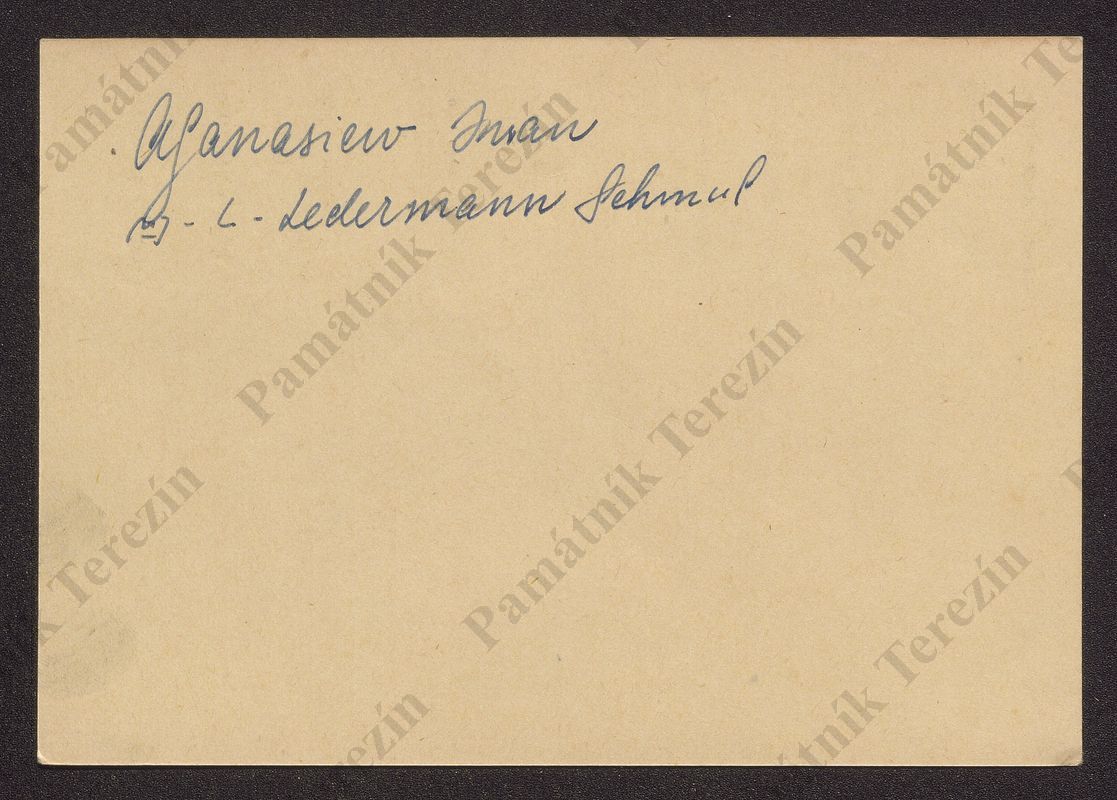 Afanasiew Iwan
- L - Ledermann Schmul
Památník Terezín